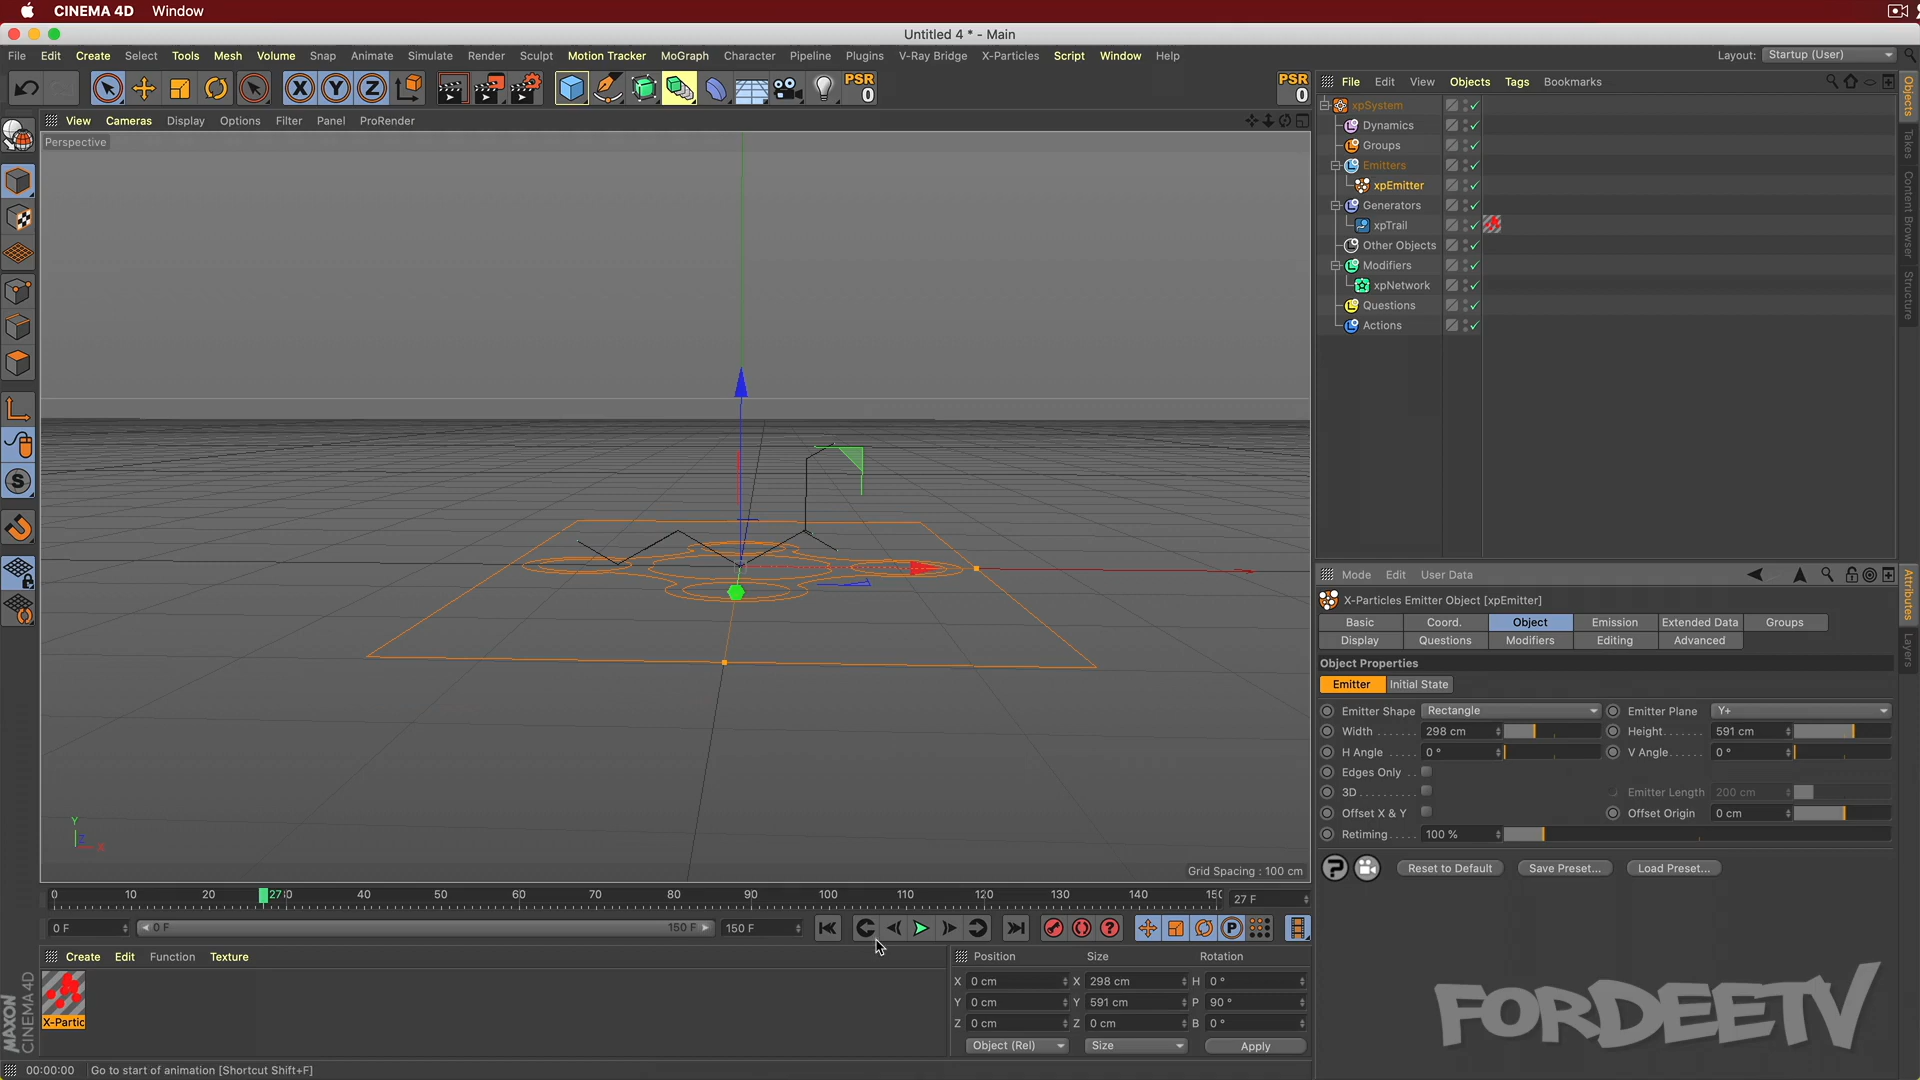 CINEMA 4D Window
Untitled 4 * - Main
File Edit Create Select Tools Mesh Volume Snap Animate Simulate Render Sculpt Motion Tracker MoGraph Character Pipeline Plugins V-Ray Bridge X-Particles Script Window Help
Layout: Startup (User)
X Y Z PSR 0 PSR 0
File Edit View Objects Tags Bookmarks
View Cameras Display Options Filter Panel ProRender
Perspective
xpSystem
Dynamics
Groups
Emitters
xpEmitter
Generators
xpTrail
Other Objects
Modifiers
xpNetwork
Questions
Actions
Objects
Takes
Content Browser
Structure
Mode Edit User Data
X-Particles Emitter Object [xpEmitter]
Basic Coord. Object Emission Extended Data Groups
Display Questions Modifiers Editing Advanced
Object Properties
Emitter Initial State
Emitter Shape Rectangle Emitter Plane Y+
Width . . . . . . . 298 cm Height. . . . . . . 591 cm
H Angle . . . . . 0 ° V Angle. . . . . . 0 °
Edges Only . .
3D. . . . . . . . . . Emitter Length 200 cm
Offset X & Y Offset Origin 0 cm
Retiming. . . . . 100 %
Reset to Default Save Preset... Load Preset...
Attributes
Layers
Y
Z
X
Grid Spacing : 100 cm
0 10 20 27 40 50 60 70 80 90 100 110 120 130 140 27 F
0 F 0 F 150 F 150 F P
Create Edit Function Texture
X-Partic
Position Size Rotation
X 0 cm X 298 cm H 0 °
Y 0 cm Y 591 cm P 90 °
Z 0 cm Z 0 cm B 0 °
Object (Rel) Size Apply
MAXON
CINEMA 4D
00:00:00 Go to start of animation [Shortcut Shift+F]
FORDEETV